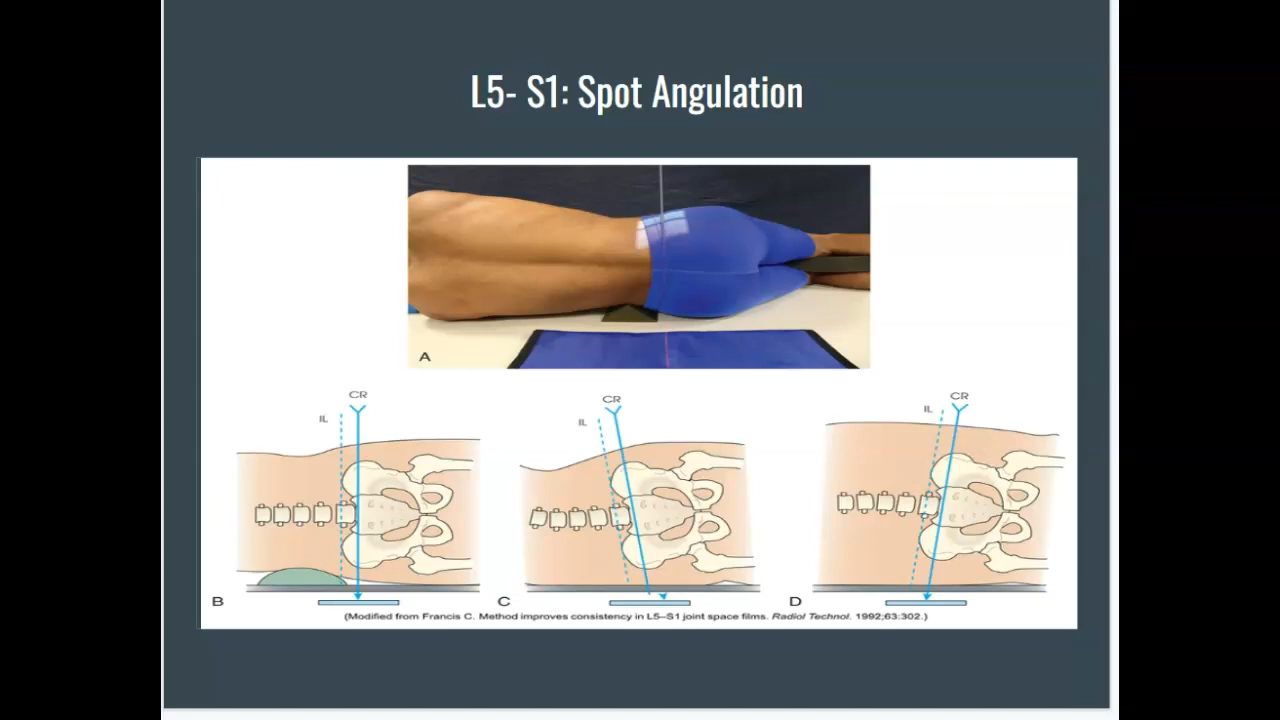 L5- S1: Spot Angulation
A
CR
IL
CR
IL
CR
IL
B
C
D
(Modified from Francis C. Method improves consistency in L5–S1 joint space films. Radiol Technol. 1992;63:302.)